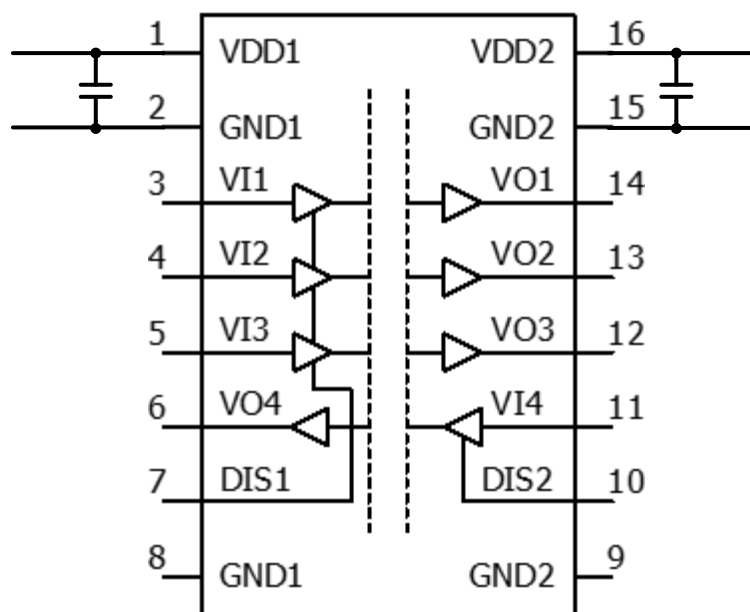 1 VDD1 VDD2 16
2 GND1 GND2 15
3 VI1 VO1 14
4 VI2 VO2 13
5 VI3 VO3 12
6 VO4 VI4 11
7 DIS1 DIS2 10
8 GND1 GND2 9